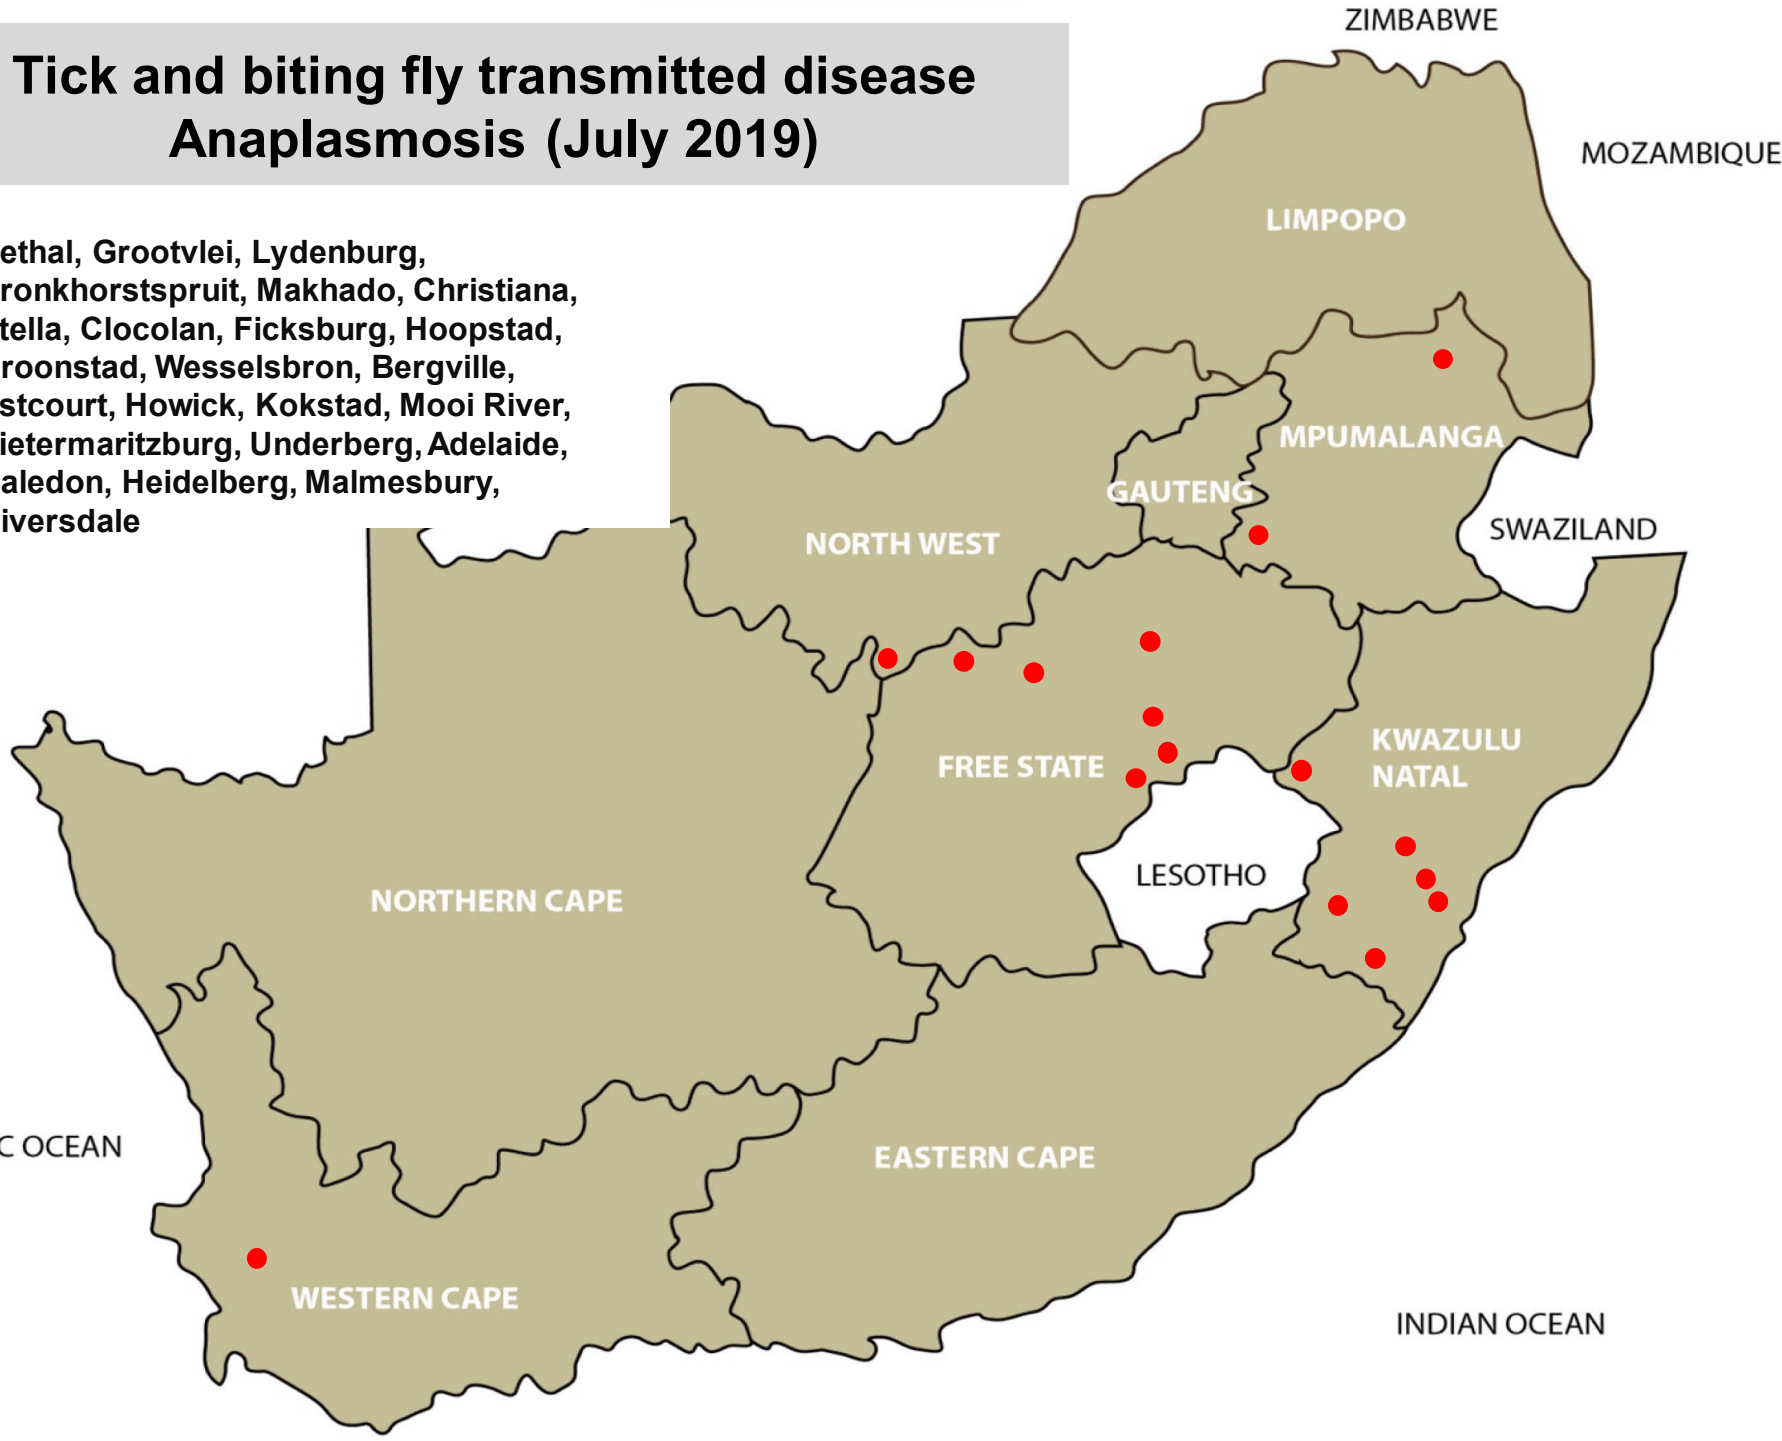 ZIMBABWE
Tick and biting fly transmitted disease
Anaplasmosis (July 2019)
MOZAMBIQUE
LIMPOPO
ethal, Grootvlei, Lydenburg,
ronkhorstspruit, Makhado, Christiana,
tella, Clocolan, Ficksburg, Hoopstad,
roonstad, Wesselsbron, Bergville,
stcourt, Howick, Kokstad, Mooi River,
ietermaritzburg, Underberg, Adelaide,
aledon, Heidelberg, Malmesbury,
iversdale
MPUMALANGA
GAUTENG
NORTH WEST
SWAZILAND
KWAZULU
NATAL
FREE STATE
LESOTHO
NORTHERN CAPE
C OCEAN
EASTERN CAPE
WESTERN CAPE
INDIAN OCEAN